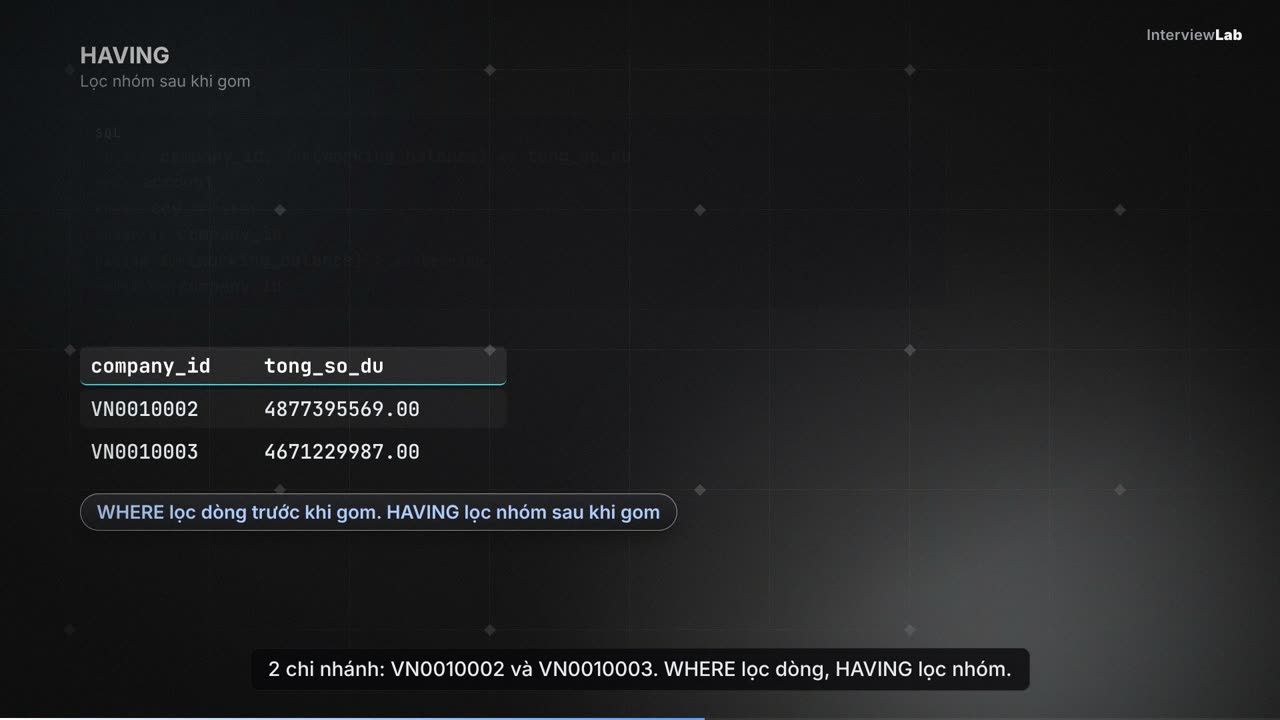 HAVING
InterviewLab
Lọc nhóm sau khi gom
SQL
company_id tong_so_du
VN0010002 4877395569.00
VN0010003 4671229987.00
WHERE lọc dòng trước khi gom. HAVING lọc nhóm sau khi gom
2 chi nhánh: VN0010002 và VN0010003. WHERE lọc dòng, HAVING lọc nhóm.